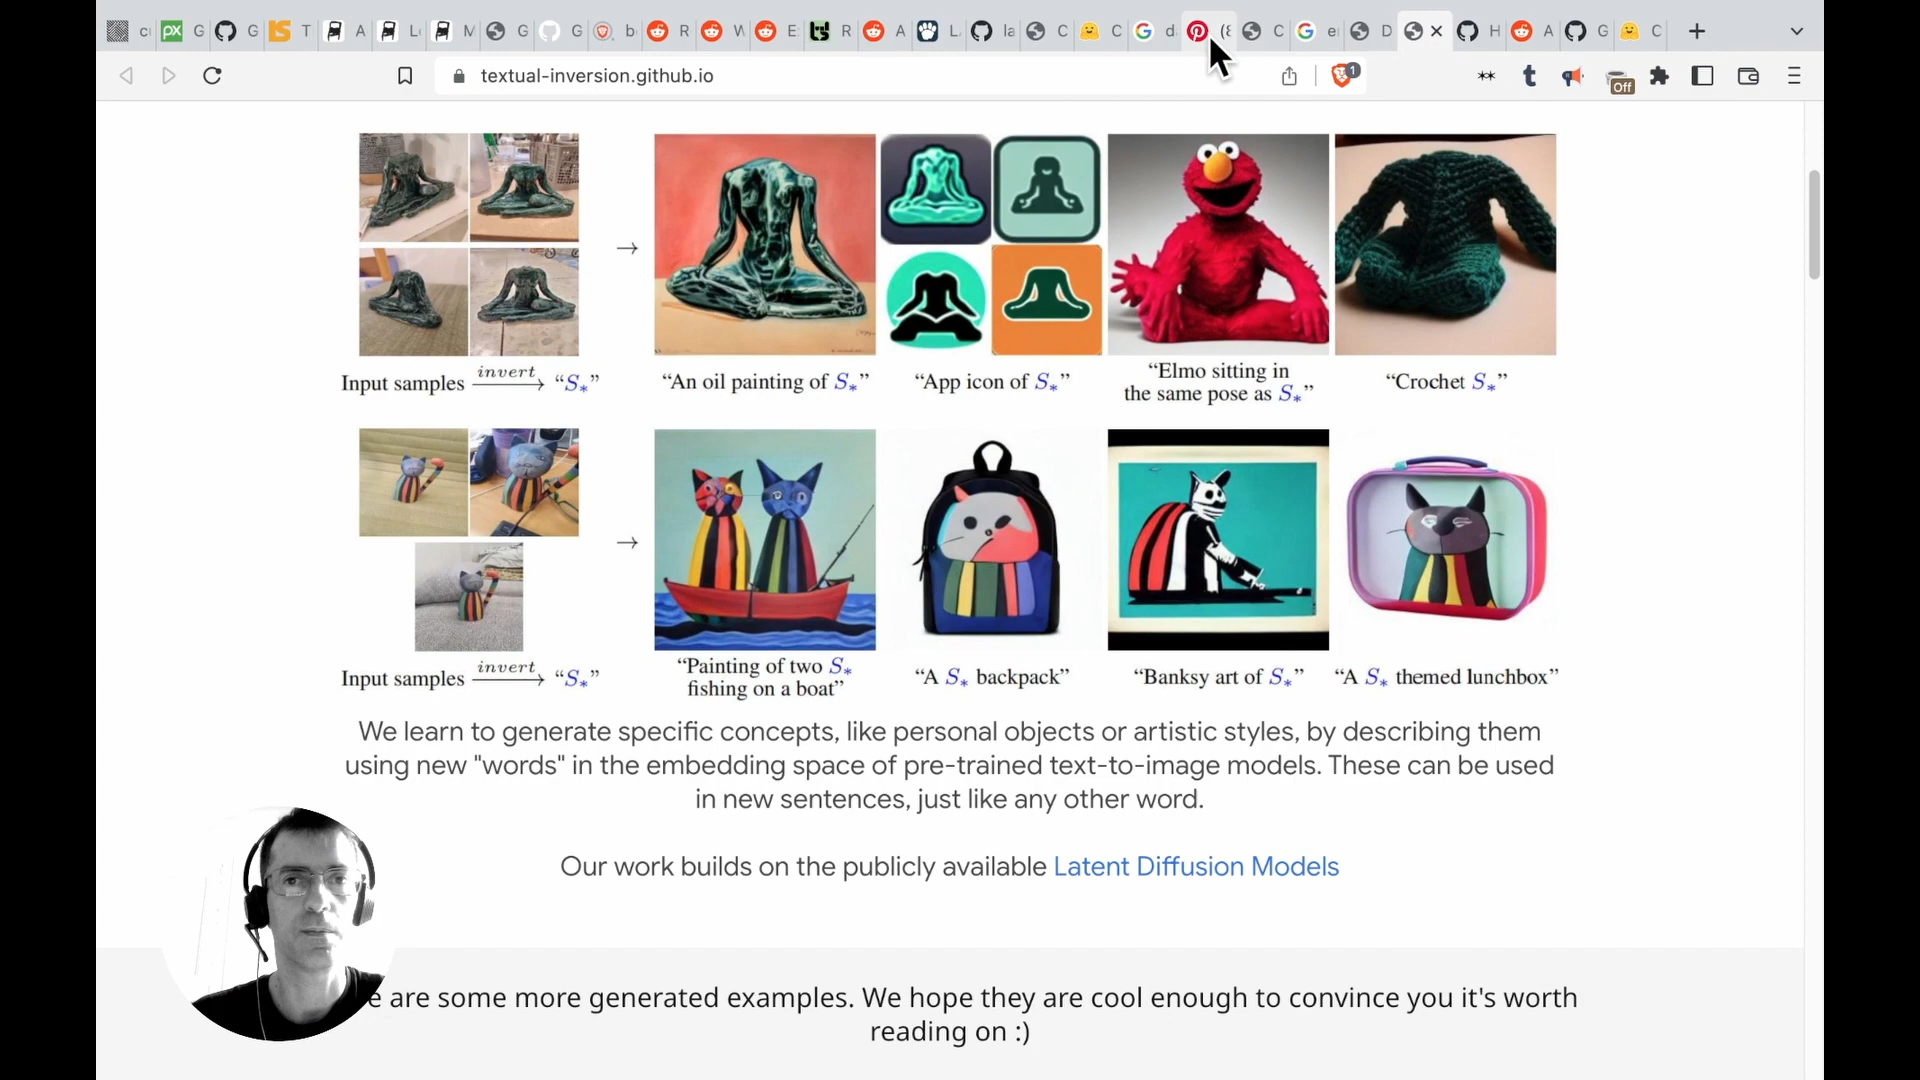 c
G
G
T
A
L
M
G
G
b
R
W
E
R
A
L
la
C
C
d
(8
C
e
D
H
A
G
C
textual-inversion.github.io
1
Off
Input samples invert → “S*”
“An oil painting of S*”
“App icon of S*”
“Elmo sitting in
the same pose as S*”
“Crochet S*”
Input samples invert → “S*”
“Painting of two S*
fishing on a boat”
“A S* backpack”
“Banksy art of S*”
“A S* themed lunchbox”
We learn to generate specific concepts, like personal objects or artistic styles, by describing them
using new "words" in the embedding space of pre-trained text-to-image models. These can be used
in new sentences, just like any other word.
Our work builds on the publicly available Latent Diffusion Models
e are some more generated examples. We hope they are cool enough to convince you it's worth
reading on :)